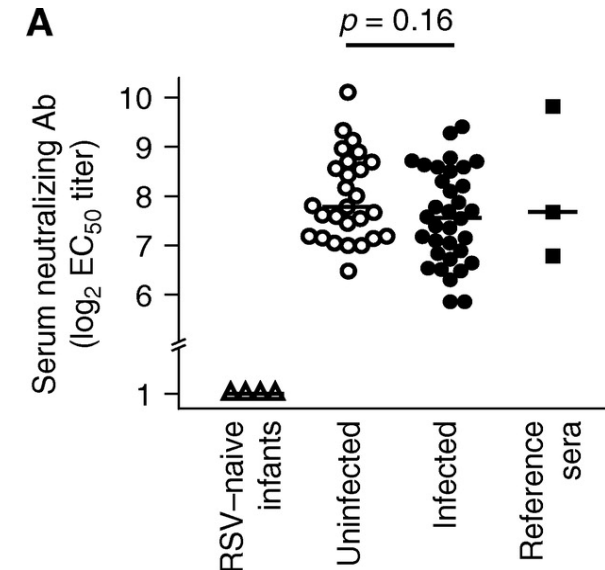 A
p = 0.16
Serum neutralizing Ab
(log2 EC50 titer)
10
9
8
7
6
1
RSV–naive
infants
Uninfected
Infected
Reference
sera